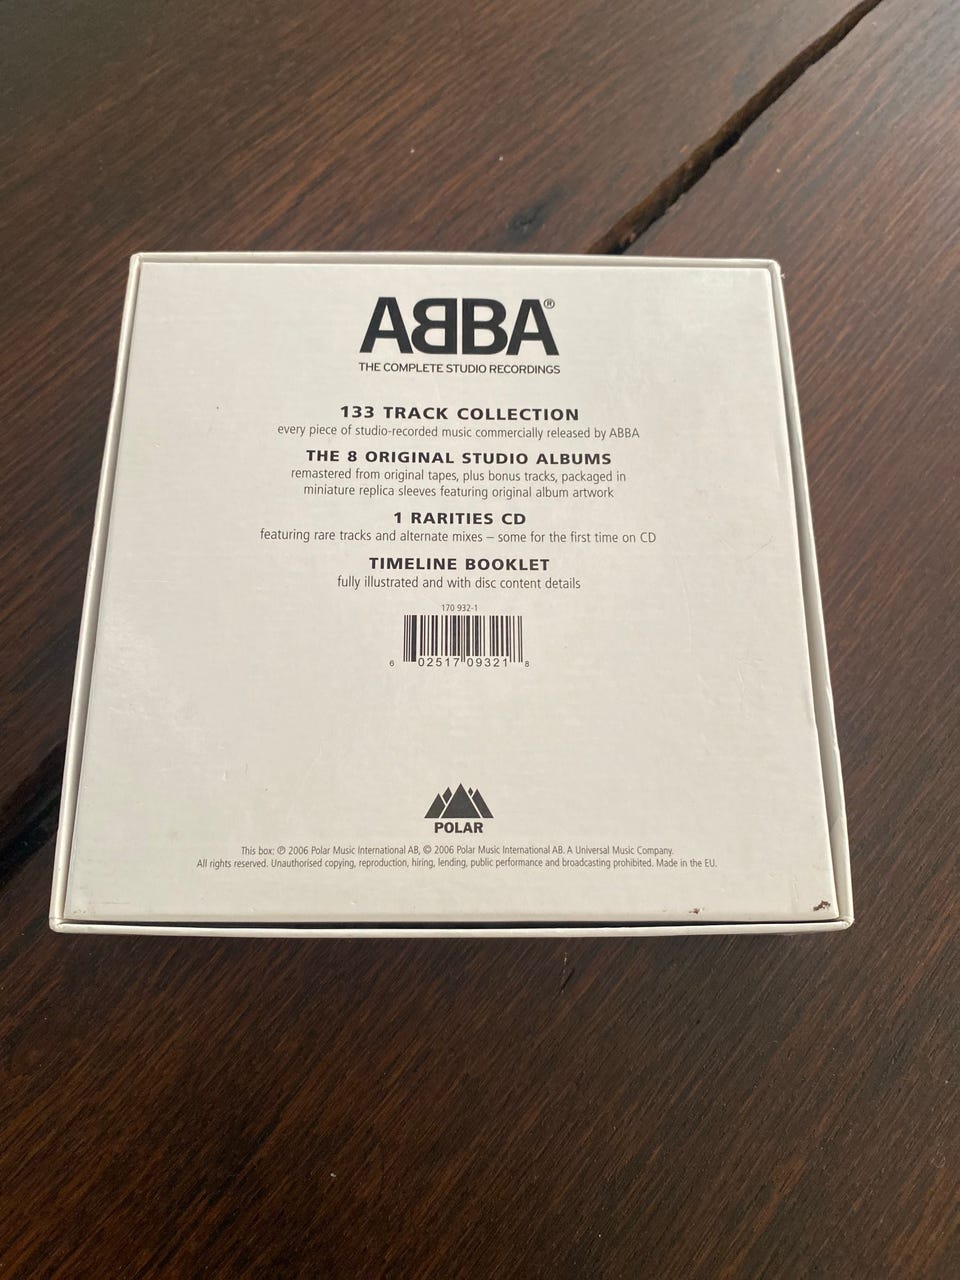 ABBA®
THE COMPLETE STUDIO RECORDINGS
133 TRACK COLLECTION
every piece of studio-recorded music commercially released by ABBA
THE 8 ORIGINAL STUDIO ALBUMS
remastered from original tapes, plus bonus tracks, packaged in
miniature replica sleeves featuring original album artwork
1 RARITIES CD
featuring rare tracks and alternate mixes – some for the first time on CD
TIMELINE BOOKLET
fully illustrated and with disc content details
170 932-1
6 02517 09321 8
POLAR
This box: ℗ 2006 Polar Music International AB, © 2006 Polar Music International AB. A Universal Music Company.
All rights reserved. Unauthorised copying, reproduction, hiring, lending, public performance and broadcasting prohibited. Made in the EU.